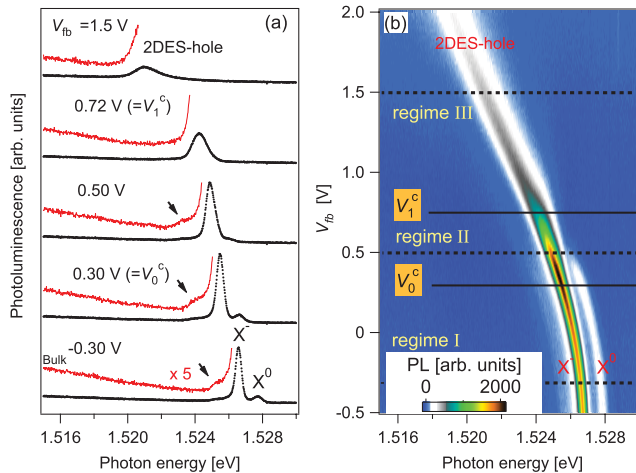 (a)
V_fb = 1.5 V
2DES-hole
0.72 V (=V_1^c)
0.50 V
0.30 V (=V_0^c)
X^-
Bulk
-0.30 V
x 5
X^0
1.516
1.520
1.524
1.528
Photon energy [eV]
Photoluminescence [arb. units]
(b)
2DES-hole
regime III
V_1^c
regime II
V_0^c
regime I
PL [arb. units]
0
2000
X^-
X^0
2.0
1.5
1.0
0.5
0
-0.5
V_fb [V]
1.516
1.520
1.524
1.528
Photon energy [eV]